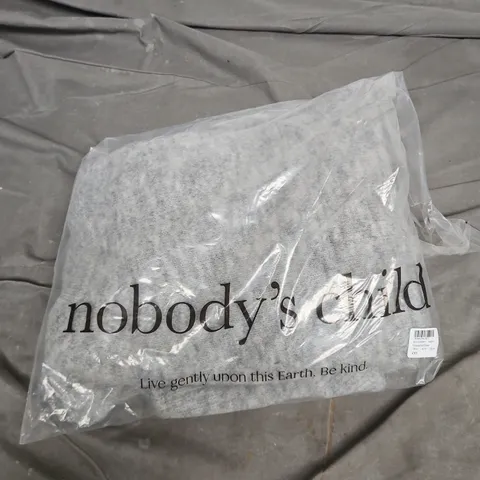 nobody's child
Live gently upon this Earth. Be kind